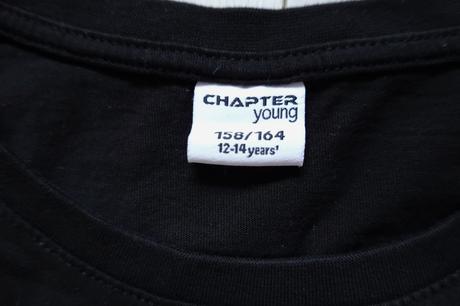 CHAPTER
young
158/164
12-14 years'